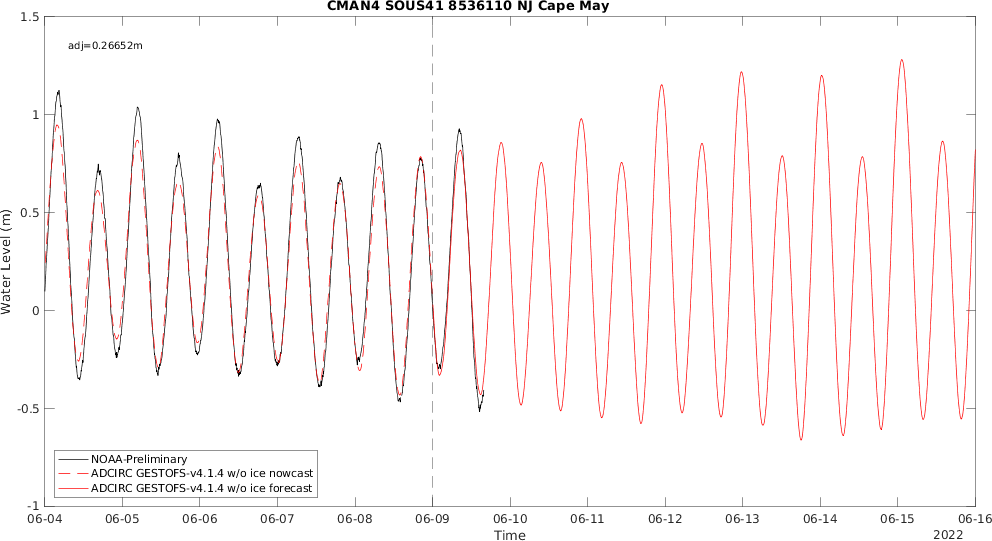 CMAN4 SOUS41 8536110 NJ Cape May
adj=0.26652m
1.5
1
0.5
0
-0.5
-1
Water Level (m)
NOAA-Preliminary
ADCIRC GESTOFS-v4.1.4 w/o ice nowcast
ADCIRC GESTOFS-v4.1.4 w/o ice forecast
06-04 06-05 06-06 06-07 06-08 06-09 06-10 06-11 06-12 06-13 06-14 06-15 06-16
Time
2022